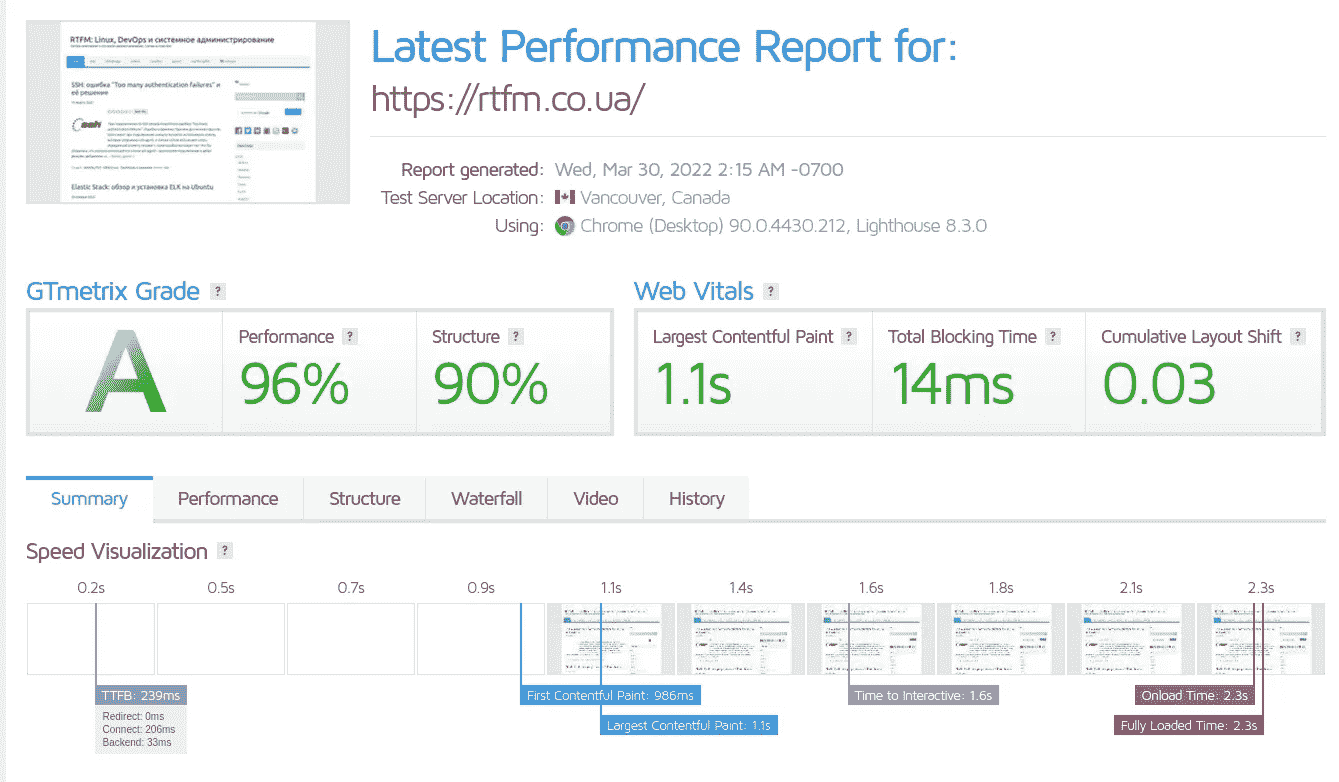 RTFM: Linux, DevOps и системное администрирование
SSH: ошибка "Too many authentication failures" и
её решение
Elastic Stack: обзор и установка ELK на Ubuntu
Latest Performance Report for:
https://rtfm.co.ua/
Report generated: Wed, Mar 30, 2022 2:15 AM -0700
Test Server Location: Vancouver, Canada
Using: Chrome (Desktop) 90.0.4430.212, Lighthouse 8.3.0
GTmetrix Grade ?
A
Performance ?
96%
Structure ?
90%
Web Vitals ?
Largest Contentful Paint ?
1.1s
Total Blocking Time ?
14ms
Cumulative Layout Shift ?
0.03
Summary Performance Structure Waterfall Video History
Speed Visualization ?
0.2s 0.5s 0.7s 0.9s 1.1s 1.4s 1.6s 1.8s 2.1s 2.3s
TTFB: 239ms
Redirect: 0ms
Connect: 206ms
Backend: 33ms
First Contentful Paint: 986ms
Largest Contentful Paint: 1.1s
Time to Interactive: 1.6s
Onload Time: 2.3s
Fully Loaded Time: 2.3s